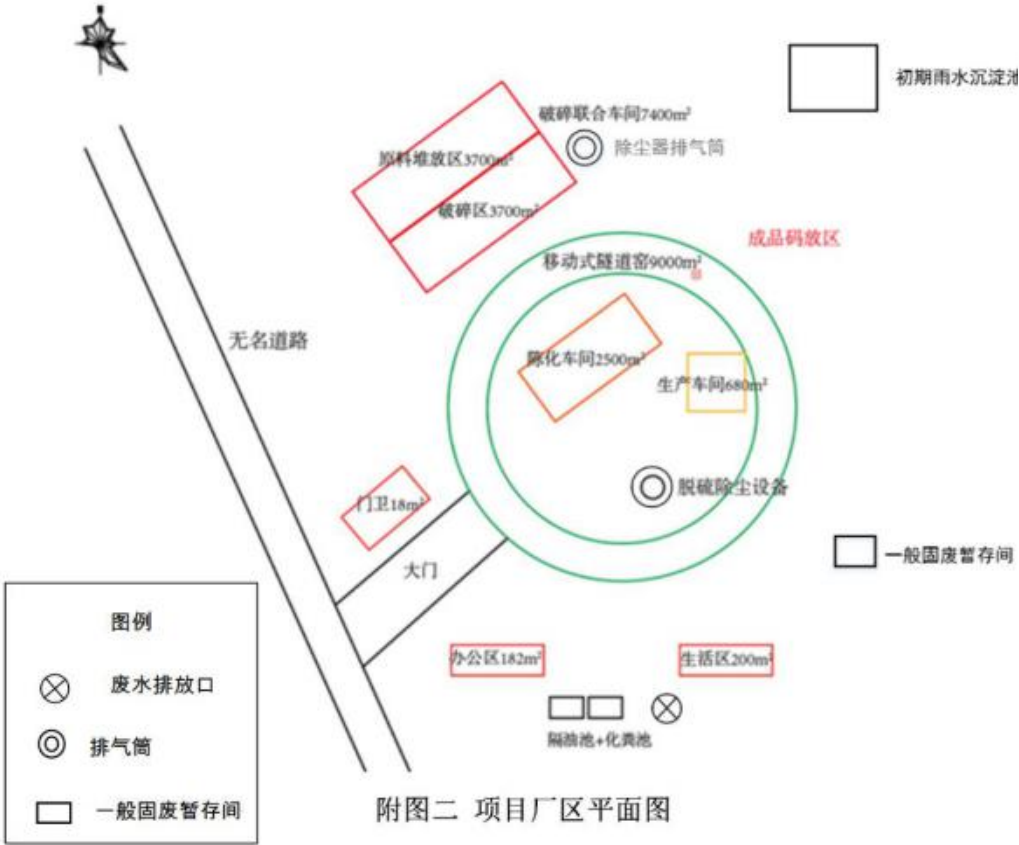 初期雨水沉淀池
破碎联合车间7400m²
除尘器排气筒
原料堆放区3700m²
破碎区3700m²
成品码放区
移动式隧道窑9000m²
无名道路
陈化车间2500m²
生产车间680m²
脱硫除尘设备
门卫18m²
大门
一般固废暂存间
图例
废水排放口
排气筒
一般固废暂存间
办公区182m²
生活区200m²
隔油池+化粪池
附图二 项目厂区平面图